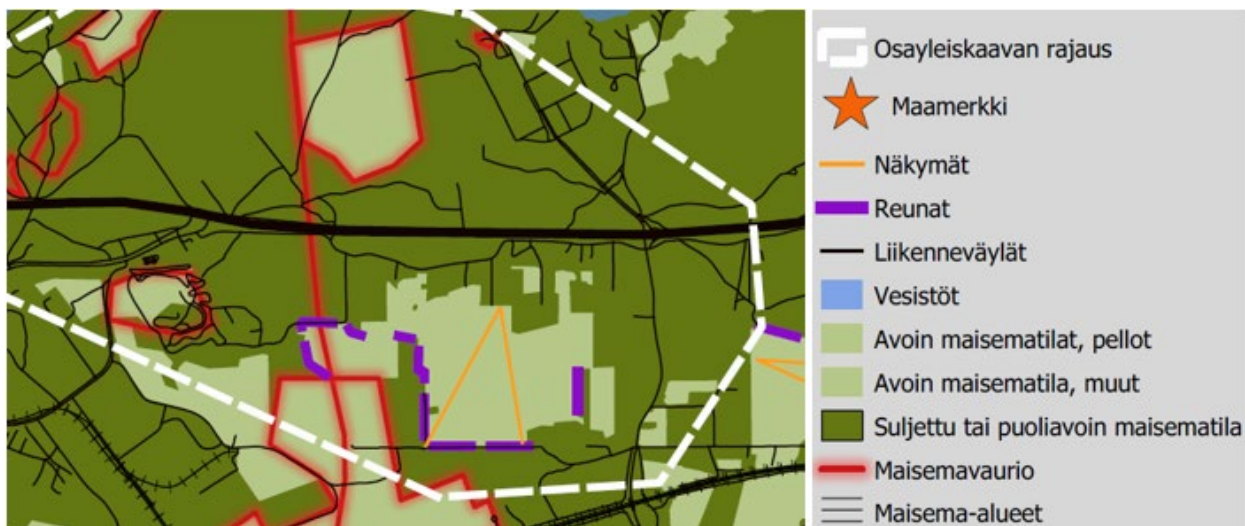 Osayleiskaavan rajaus
Maamerkki
Näkymät
Reunat
Liikenneväylät
Vesistöt
Avoin maisematilat, pellot
Avoin maisematila, muut
Suljettu tai puoliavoin maisematila
Maisemavaurio
Maisema-alueet